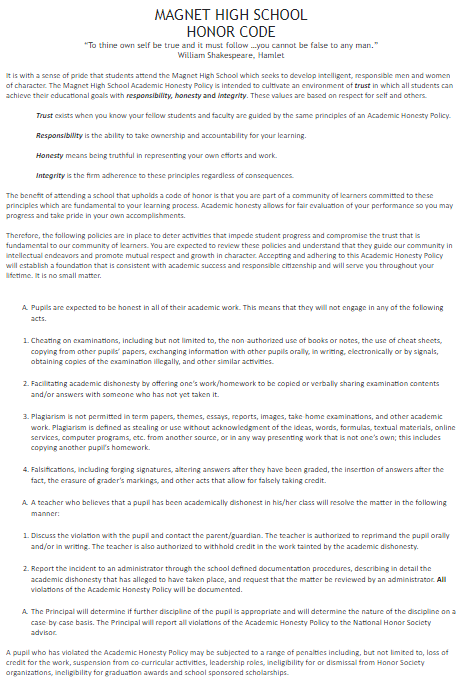 MAGNET HIGH SCHOOL
HONOR CODE
“To thine own self be true and it must follow …you cannot be false to any man.”
William Shakespeare, Hamlet
It is with a sense of pride that students attend the Magnet High School which seeks to develop intelligent, responsible men and women
of character. The Magnet High School Academic Honesty Policy is intended to cultivate an environment of trust in which all students can
achieve their educational goals with responsibility, honesty and integrity. These values are based on respect for self and others.
Trust exists when you know your fellow students and faculty are guided by the same principles of an Academic Honesty Policy.
Responsibility is the ability to take ownership and accountability for your learning.
Honesty means being truthful in representing your own efforts and work.
Integrity is the firm adherence to these principles regardless of consequences.
The benefit of attending a school that upholds a code of honor is that you are part of a community of learners committed to these
principles which are fundamental to your learning process. Academic honesty allows for fair evaluation of your performance so you may
progress and take pride in your own accomplishments.
Therefore, the following policies are in place to deter activities that impede student progress and compromise the trust that is
fundamental to our community of learners. You are expected to review these policies and understand that they guide our community in
intellectual endeavors and promote mutual respect and growth in character. Accepting and adhering to this Academic Honesty Policy
will establish a foundation that is consistent with academic success and responsible citizenship and will serve you throughout your
lifetime. It is no small matter.
A. Pupils are expected to be honest in all of their academic work. This means that they will not engage in any of the following
acts.
1. Cheating on examinations, including but not limited to, the non authorized use of books or notes, the use of cheat sheets,
copying from other pupils' papers, exchanging information with other pupils orally, in writing, electronically or by signals,
obtaining copies of the examination illegally, and other similar activities.
2. Facilitating academic dishonesty by offering one's work/homework to be copied or verbally sharing examination contents
and/or answers with someone who has not yet taken it.
3. Plagiarism is not permitted in term papers, themes, essays, reports, images, take-home examinations, and other academic
work. Plagiarism is defined as stealing or use without acknowledgment of the ideas, words, formulas, textual materials, online
services, computer programs, etc. from another source, or in any way presenting work that is not one's own; this includes
copying another pupil's homework.
4. Falsifications, including forging signatures, altering answers after they have been graded, the insertion of answers after the
fact, the erasure of grader's markings, and other acts that allow for falsely taking credit.
A. A teacher who believes that a pupil has been academically dishonest in his/her class will resolve the matter in the following
manner:
1. Discuss the violation with the pupil and contact the parent/guardian. The teacher is authorized to reprimand the pupil orally
and/or in writing. The teacher is also authorized to withhold credit in the work tainted by the academic dishonesty.
2. Report the incident to an administrator through the school defined documentation procedures, describing in detail the
academic dishonesty that has alleged to have taken place, and request that the matter be reviewed by an administrator. All
violations of the Academic Honesty Policy will be documented.
A. The Principal will determine if further discipline of the pupil is appropriate and will determine the nature of the discipline on a
case-by-case basis. The Principal will report all violations of the Academic Honesty Policy to the National Honor Society
advisor.
A pupil who has violated the Academic Honesty Policy may be subjected to a range of penalties including, but not limited to, loss of
credit for the work, suspension from co-curricular activities, leadership roles, ineligibility for or dismissal from Honor Society
organizations, ineligibility for graduation awards and school sponsored scholarships.